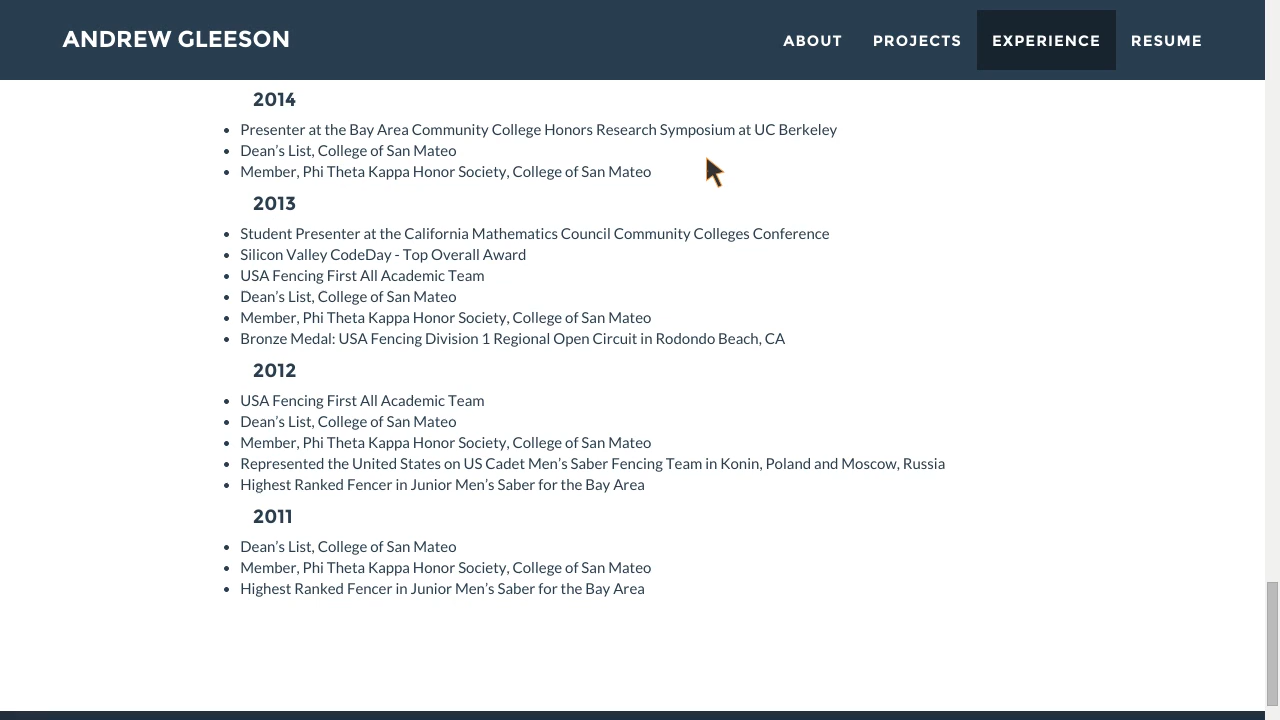 ANDREW GLEESON
ABOUT PROJECTS EXPERIENCE RESUME
2014
• Presenter at the Bay Area Community College Honors Research Symposium at UC Berkeley
• Dean's List, College of San Mateo
• Member, Phi Theta Kappa Honor Society, College of San Mateo
2013
• Student Presenter at the California Mathematics Council Community Colleges Conference
• Silicon Valley CodeDay - Top Overall Award
• USA Fencing First All Academic Team
• Dean's List, College of San Mateo
• Member, Phi Theta Kappa Honor Society, College of San Mateo
• Bronze Medal: USA Fencing Division 1 Regional Open Circuit in Rodondo Beach, CA
2012
• USA Fencing First All Academic Team
• Dean's List, College of San Mateo
• Member, Phi Theta Kappa Honor Society, College of San Mateo
• Represented the United States on US Cadet Men's Saber Fencing Team in Konin, Poland and Moscow, Russia
• Highest Ranked Fencer in Junior Men's Saber for the Bay Area
2011
• Dean's List, College of San Mateo
• Member, Phi Theta Kappa Honor Society, College of San Mateo
• Highest Ranked Fencer in Junior Men's Saber for the Bay Area